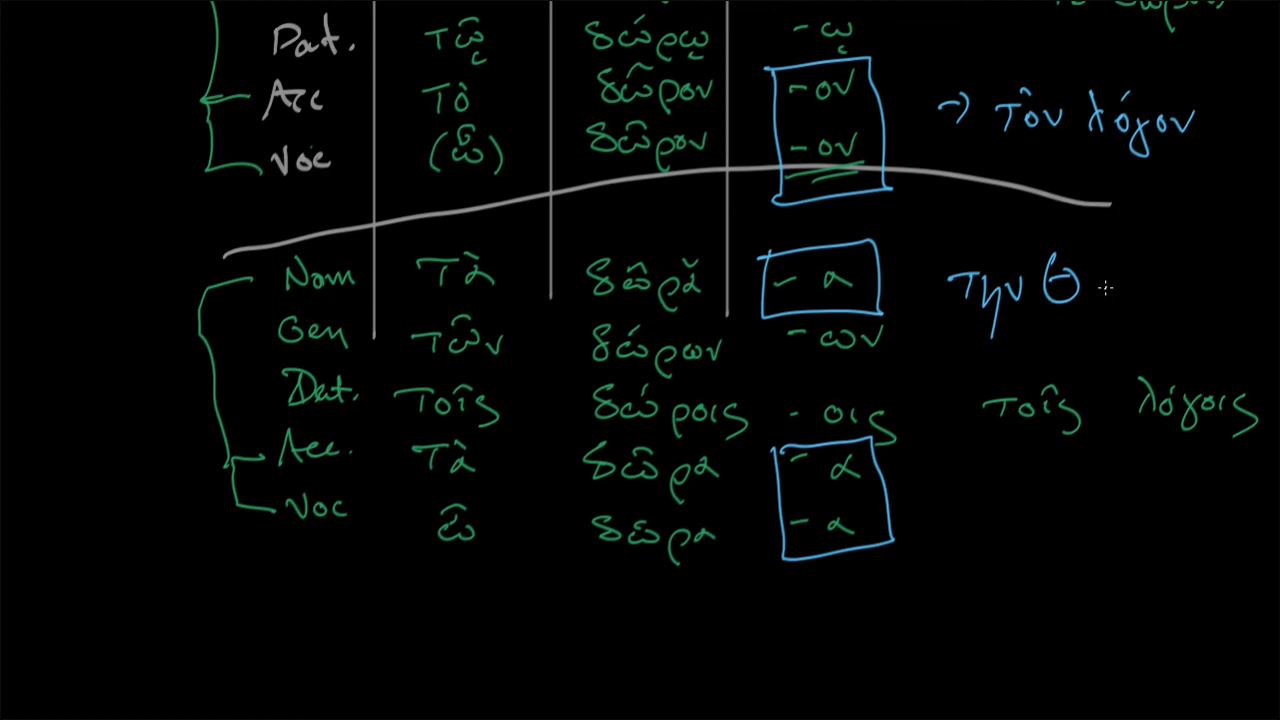 Dat. τῷ δώρῳ -ῳ
Acc τὸ δῶρον -ον → τὸν λόγον
Voc (ὦ) δῶρον -ον
Nom τὰ δῶρᾰ -α την Θ
Gen τῶν δώρων -ων
Dat. τοῖς δώροις -οις τοῖς λόγοις
Acc. τὰ δῶρα -α
Voc ὦ δῶρα -α